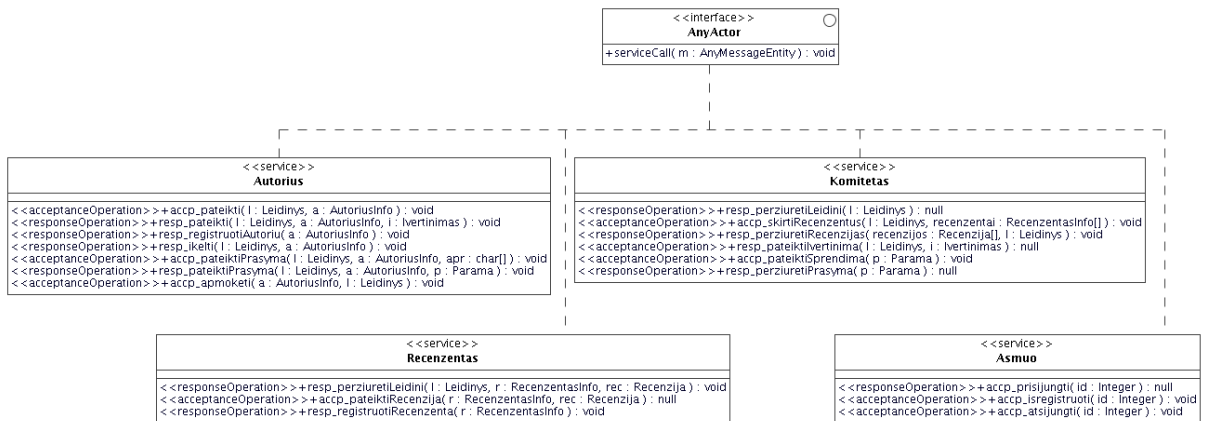 <<interface>>
AnyActor
+serviceCall( m : AnyMessageEntity ) : void
<<service>>
Autorius
<<acceptanceOperation>>+accp_pateikti( l : Leidinys, a : AutoriusInfo ) : void
<<responseOperation>>+resp_pateikti( l : Leidinys, a : AutoriusInfo, i : Ivertinimas ) : void
<<responseOperation>>+resp_registruotiAutoriu( a : AutoriusInfo ) : void
<<responseOperation>>+resp_ikelti( l : Leidinys, a : AutoriusInfo ) : void
<<acceptanceOperation>>+accp_pateiktiPrasyma( l : Leidinys, a : AutoriusInfo, apr : char[] ) : void
<<responseOperation>>+resp_pateiktiPrasyma( l : Leidinys, a : AutoriusInfo, p : Parama ) : void
<<acceptanceOperation>>+accp_apmoketi( a : AutoriusInfo, l : Leidinys ) : void
<<service>>
Komitetas
<<responseOperation>>+resp_perziuretiLeidini( l : Leidinys ) : null
<<acceptanceOperation>>+accp_skirtiRecenzentus( l : Leidinys, recenzentai : RecenzentasInfo[] ) : void
<<responseOperation>>+resp_perziuretiRecenzijas( recenzijos : Recenzija[], l : Leidinys ) : void
<<acceptanceOperation>>+resp_pateiktiIvertinima( l : Leidinys, i : Ivertinimas ) : null
<<acceptanceOperation>>+accp_pateiktiSprendima( p : Parama ) : void
<<responseOperation>>+resp_perziuretiPrasyma( p : Parama ) : null
<<service>>
Recenzentas
<<responseOperation>>+resp_perziuretiLeidini( l : Leidinys, r : RecenzentasInfo, rec : Recenzija ) : void
<<acceptanceOperation>>+accp_pateiktiRecenzija( r : RecenzentasInfo, rec : Recenzija ) : null
<<responseOperation>>+resp_registruotiRecenzenta( r : RecenzentasInfo ) : void
<<service>>
Asmuo
<<responseOperation>>+accp_prisijungti( id : Integer ) : null
<<acceptanceOperation>>+accp_isregistruoti( id : Integer ) : void
<<acceptanceOperation>>+accp_atsijungti( id : Integer ) : void